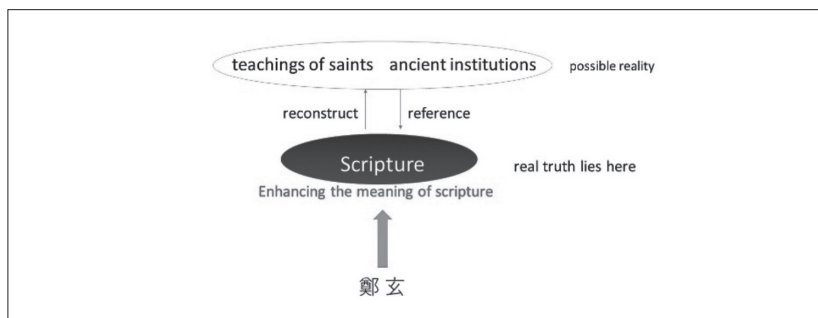 teachings of saints ancient institutions
possible reality
reconstruct
reference
Scripture
real truth lies here
Enhancing the meaning of scripture
鄭玄